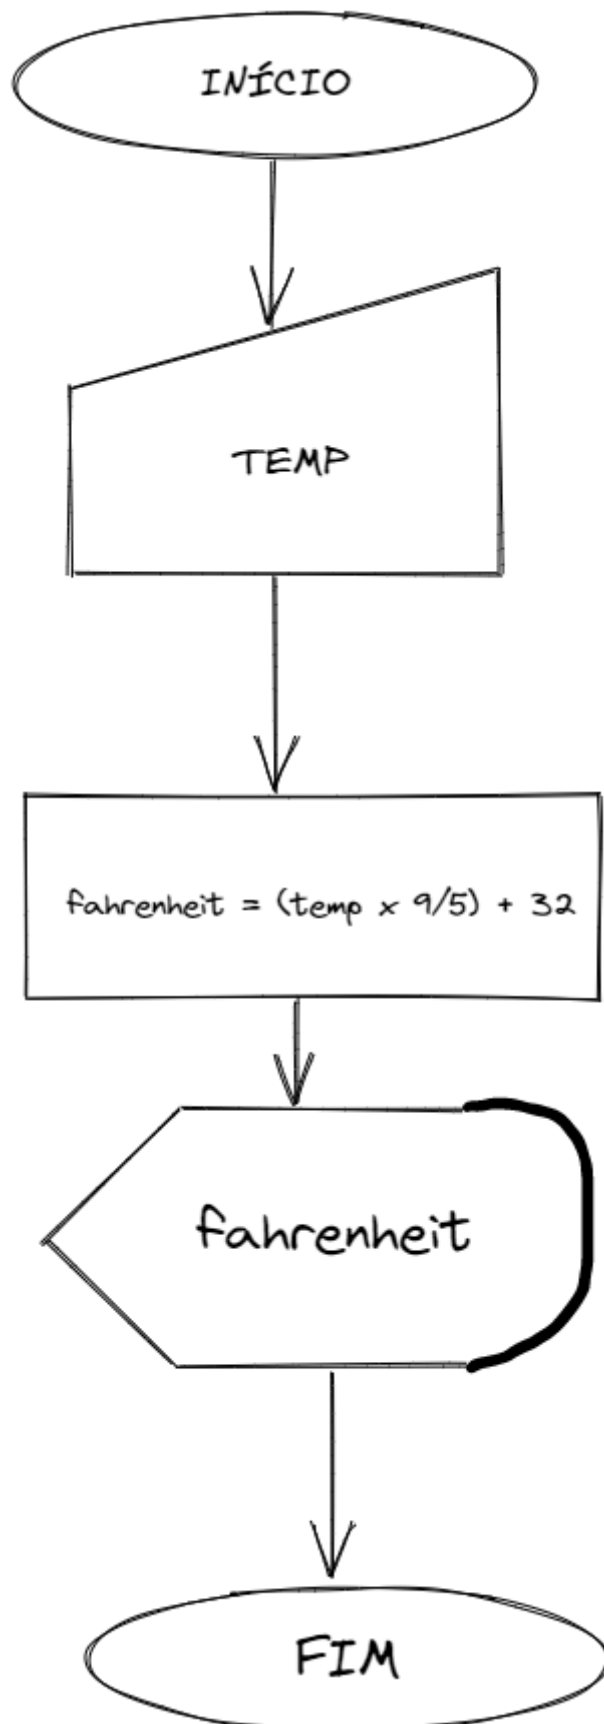 INÍCIO
TEMP
fahrenheit = (temp x 9/5) + 32
fahrenheit
FIM